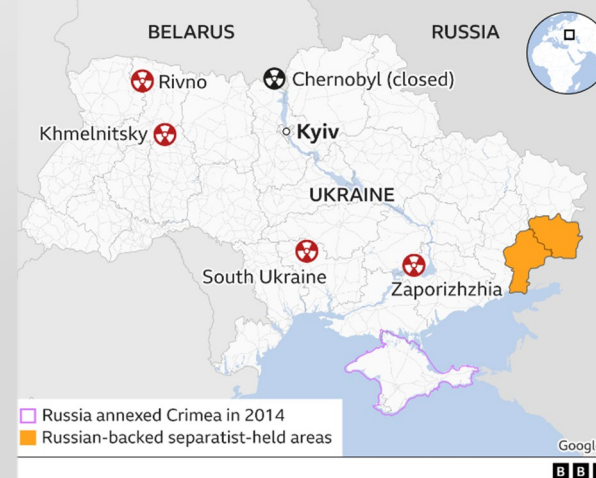 BELARUS
RUSSIA
Rivno
Chernobyl (closed)
Khmelnitsky
Kyiv
UKRAINE
South Ukraine
Zaporizhzhia
Russia annexed Crimea in 2014
Russian-backed separatist-held areas
Googl
B B